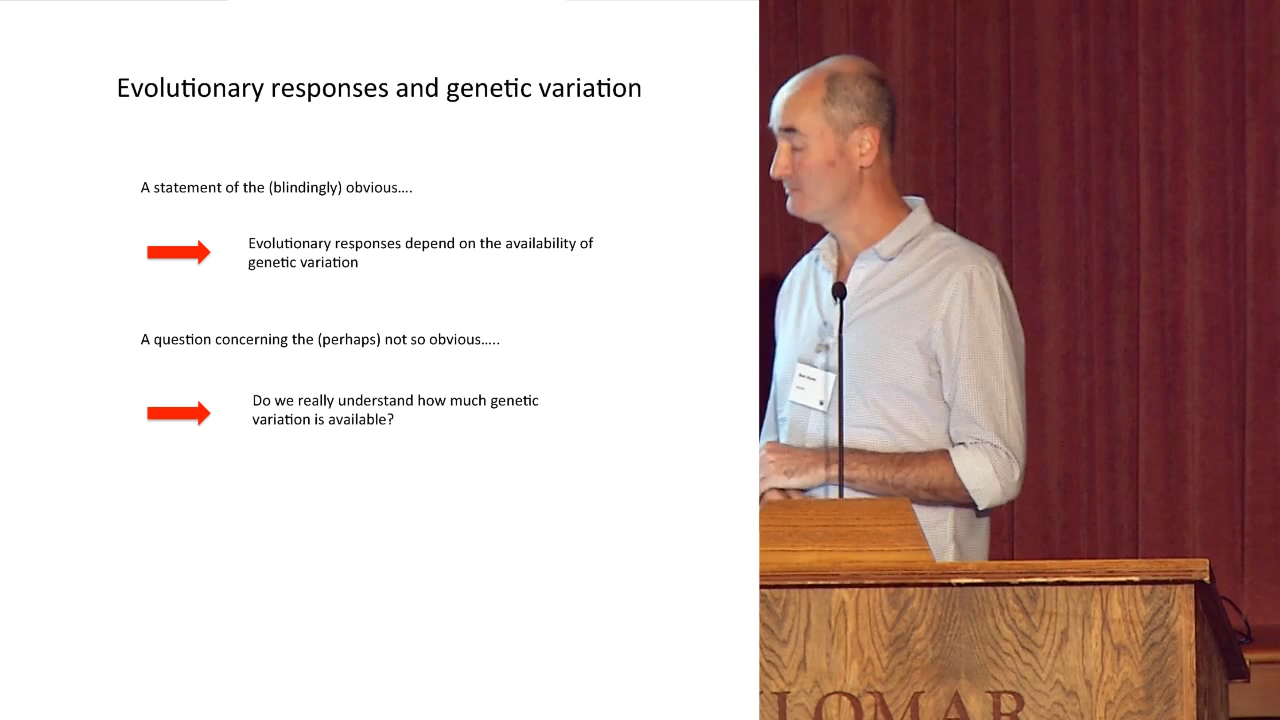 Evolutionary responses and genetic variation
A statement of the (blindingly) obvious....
Evolutionary responses depend on the availability of
genetic variation
A question concerning the (perhaps) not so obvious.....
Do we really understand how much genetic
variation is available?
LOMAR